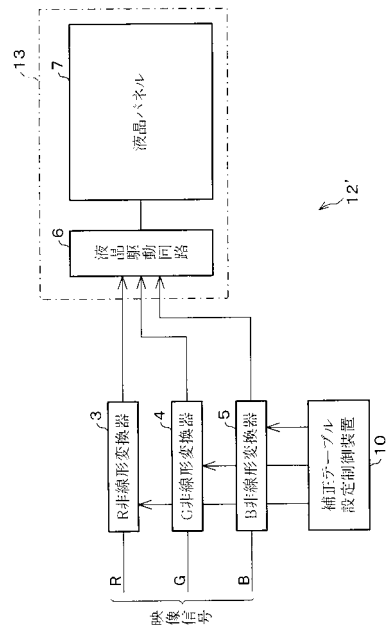 映像信号
R
G
B
R非線形変換器
3
G非線形変換器
4
B非線形変換器
5
補正テーブル
設定制御装置
10
液晶駆動回路
6
液晶パネル
7
13
12'